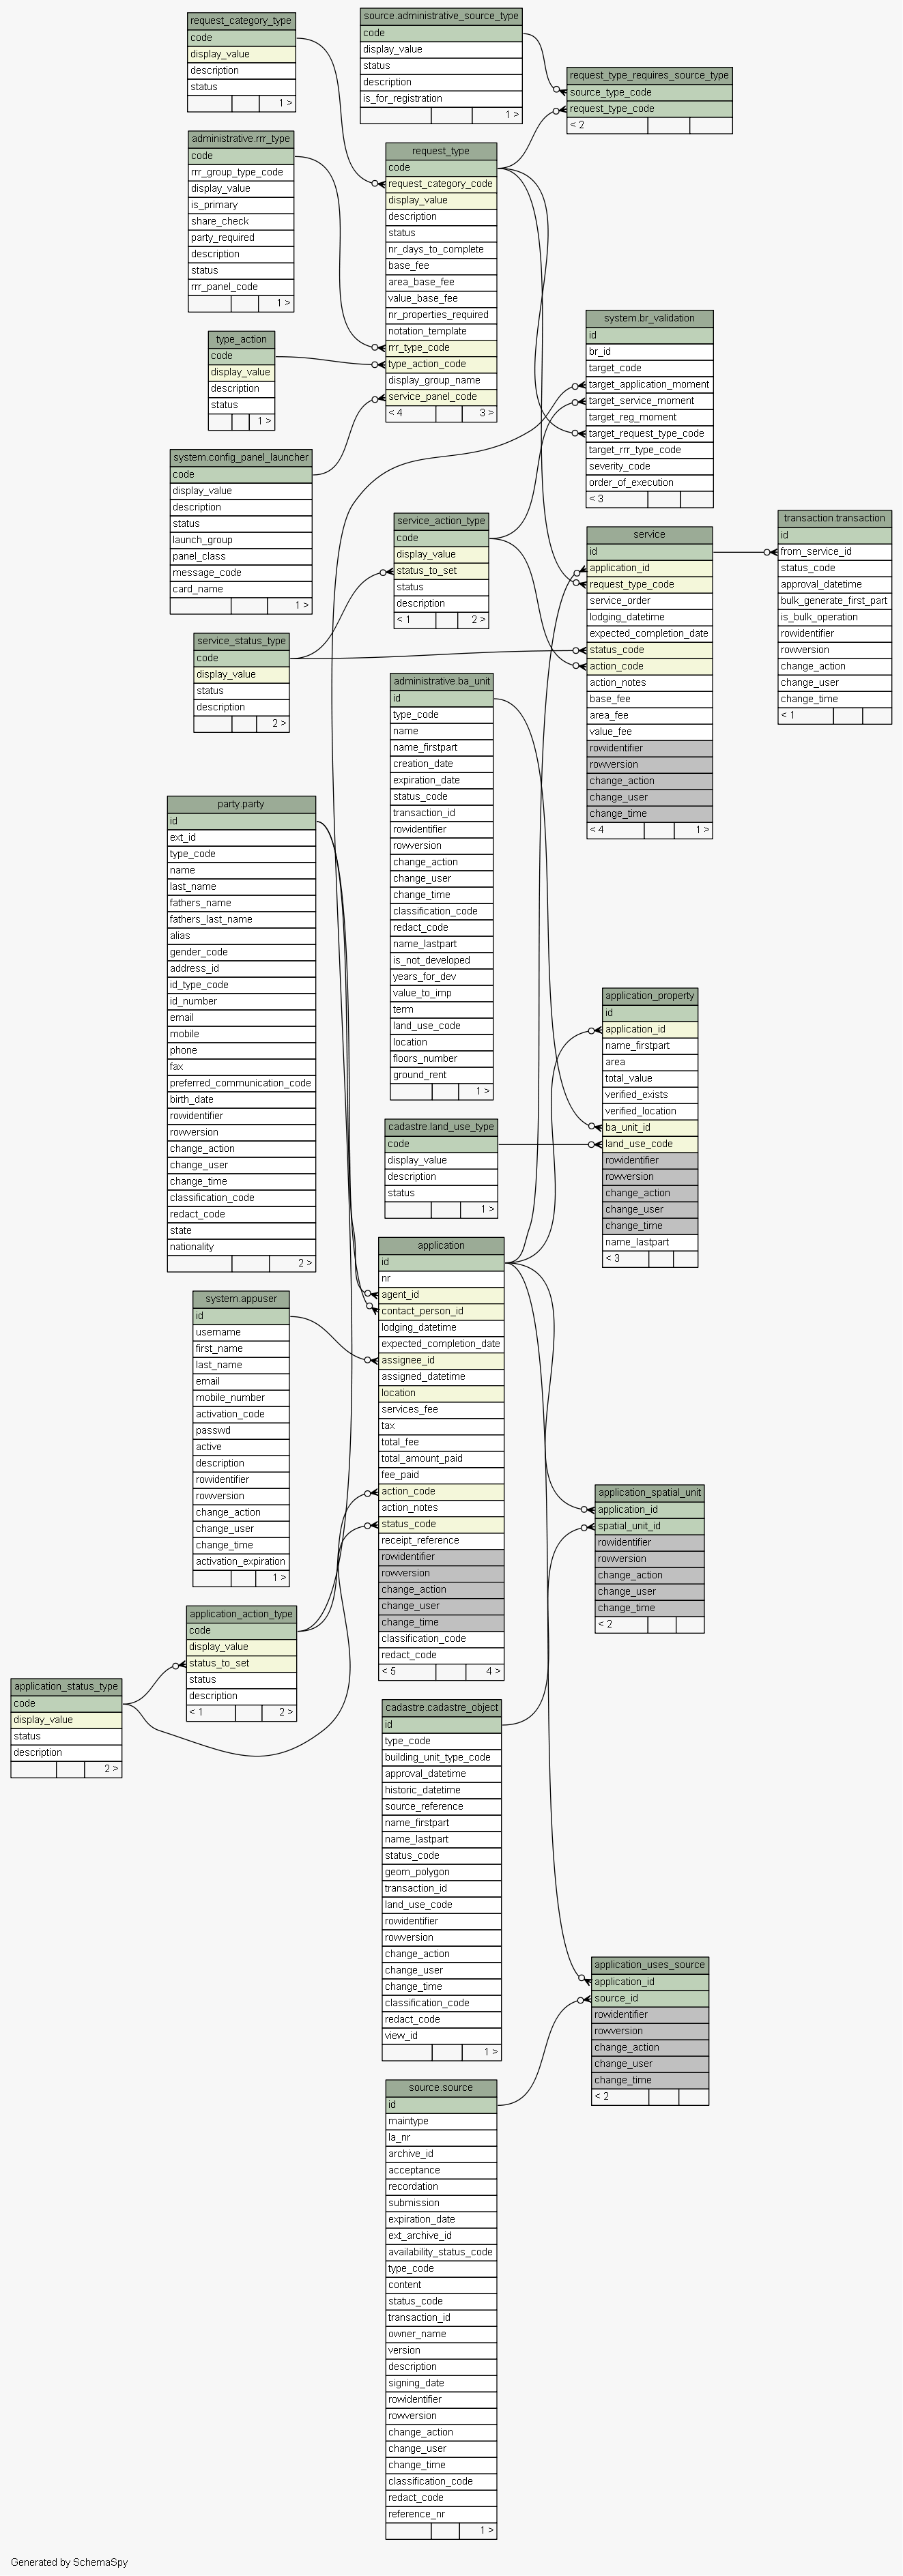 request_category_type
code
display_value
description
status
1 >
source.administrative_source_type
code
display_value
status
description
is_for_registration
1 >
request_type_requires_source_type
source_type_code
request_type_code
< 2
administrative.rrr_type
code
rrr_group_type_code
display_value
is_primary
share_check
party_required
description
status
rrr_panel_code
1 >
request_type
code
request_category_code
display_value
description
status
nr_days_to_complete
base_fee
area_base_fee
value_base_fee
nr_properties_required
notation_template
rrr_type_code
type_action_code
display_group_name
service_panel_code
< 4 3 >
type_action
code
display_value
description
status
1 >
system.br_validation
id
br_id
target_code
target_application_moment
target_service_moment
target_reg_moment
target_request_type_code
target_rrr_type_code
severity_code
order_of_execution
< 3
system.config_panel_launcher
code
display_value
description
status
launch_group
panel_class
message_code
card_name
1 >
service_action_type
code
display_value
status_to_set
status
description
< 1 2 >
service
id
application_id
request_type_code
service_order
lodging_datetime
expected_completion_date
status_code
action_code
action_notes
base_fee
area_fee
value_fee
rowidentifier
rowversion
change_action
change_user
change_time
< 4 1 >
transaction.transaction
id
from_service_id
status_code
approval_datetime
bulk_generate_first_part
is_bulk_operation
rowidentifier
rowversion
change_action
change_user
change_time
< 1
service_status_type
code
display_value
status
description
2 >
administrative.ba_unit
id
type_code
name
name_firstpart
creation_date
expiration_date
status_code
transaction_id
rowidentifier
rowversion
change_action
change_user
change_time
classification_code
redact_code
name_lastpart
is_not_developed
years_for_dev
value_to_imp
term
land_use_code
location
floors_number
ground_rent
1 >
party.party
id
ext_id
type_code
name
last_name
fathers_name
fathers_last_name
alias
gender_code
address_id
id_type_code
id_number
email
mobile
phone
fax
preferred_communication_code
birth_date
rowidentifier
rowversion
change_action
change_user
change_time
classification_code
redact_code
state
nationality
2 >
application_property
id
application_id
name_firstpart
area
total_value
verified_exists
verified_location
ba_unit_id
land_use_code
rowidentifier
rowversion
change_action
change_user
change_time
name_lastpart
< 3
cadastre.land_use_type
code
display_value
description
status
1 >
application
id
nr
agent_id
contact_person_id
lodging_datetime
expected_completion_date
assignee_id
assigned_datetime
location
services_fee
tax
total_fee
total_amount_paid
fee_paid
action_code
action_notes
status_code
receipt_reference
rowidentifier
rowversion
change_action
change_user
change_time
classification_code
redact_code
< 5 4 >
system.appuser
id
username
first_name
last_name
email
mobile_number
activation_code
passwd
active
description
rowidentifier
rowversion
change_action
change_user
change_time
activation_expiration
1 >
application_spatial_unit
application_id
spatial_unit_id
rowidentifier
rowversion
change_action
change_user
change_time
< 2
application_action_type
code
display_value
status_to_set
status
description
< 1 2 >
application_status_type
code
display_value
status
description
2 >
cadastre.cadastre_object
id
type_code
building_unit_type_code
approval_datetime
historic_datetime
source_reference
name_firstpart
name_lastpart
status_code
geom_polygon
transaction_id
land_use_code
rowidentifier
rowversion
change_action
change_user
change_time
classification_code
redact_code
view_id
1 >
application_uses_source
application_id
source_id
rowidentifier
rowversion
change_action
change_user
change_time
< 2
source.source
id
maintype
la_nr
archive_id
acceptance
recordation
submission
expiration_date
ext_archive_id
availability_status_code
type_code
content
status_code
transaction_id
owner_name
version
description
signing_date
rowidentifier
rowversion
change_action
change_user
change_time
classification_code
redact_code
reference_nr
1 >
Generated by SchemaSpy